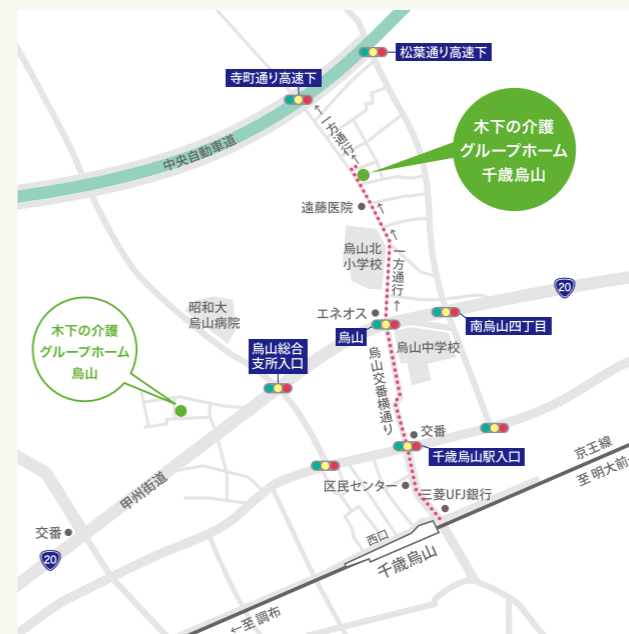 松葉通り高速下
寺町通り高速下
中央自動車道
←一方通行←
木下の介護
グループホーム
千歳烏山
遠藤医院
烏山北
小学校
←一方通行←
20
昭和大
烏山病院
エネオス
烏山
南烏山四丁目
烏山中学校
木下の介護
グループホーム
烏山
烏山総合
支所入口
烏山交番横通り
交番
千歳烏山駅入口
京王線
至 明大前→
区民センター
三菱UFJ銀行
甲州街道
交番
20
西口
千歳烏山
←至 調布